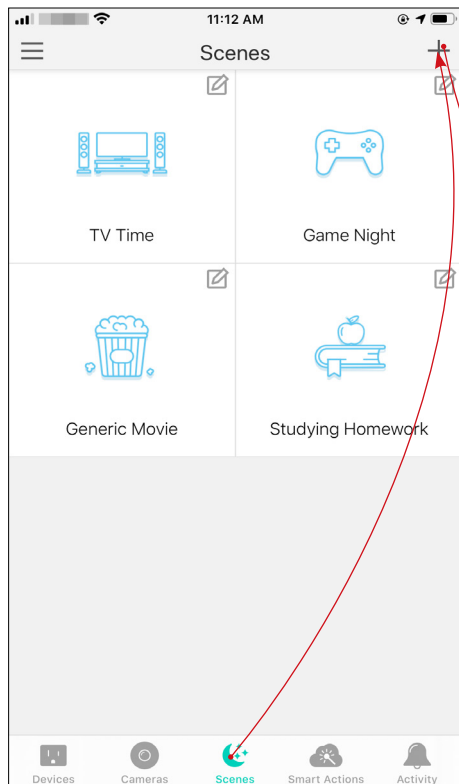 11:12 AM
Scenes
TV Time
Game Night
Generic Movie
Studying Homework
Devices
Cameras
Scenes
Smart Actions
Activity